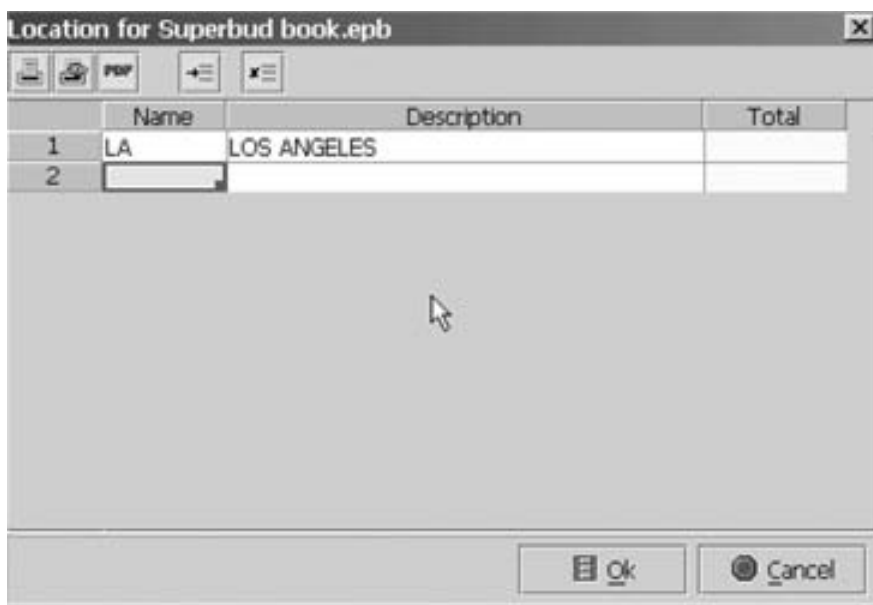 Location for Superbud book.epb
PDF
Name Description Total
1 LA LOS ANGELES
2
Ok Cancel